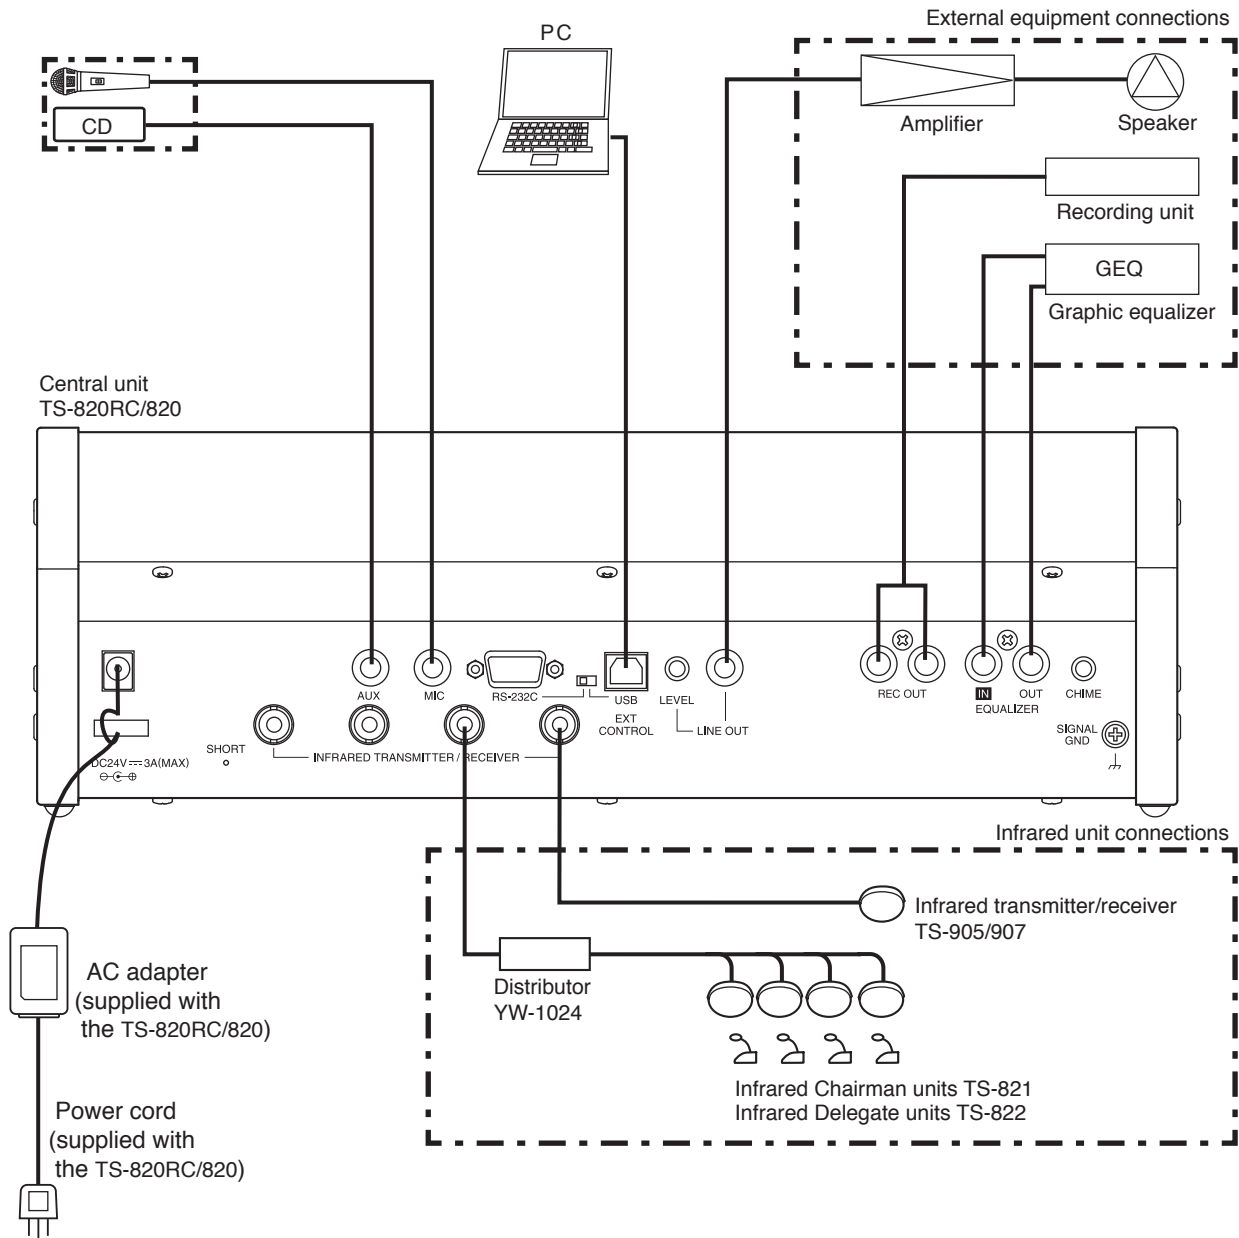 External equipment connections
PC
CD
Amplifier
Speaker
Recording unit
GEQ
Graphic equalizer
Central unit
TS-820RC/820
AUX
MIC
RS-232C
USB
EXT
CONTROL
LEVEL
LINE OUT
REC OUT
IN
OUT
EQUALIZER
CHIME
SIGNAL
GND
SHORT
INFRARED TRANSMITTER / RECEIVER
DC24V⎓3A(MAX)
Infrared unit connections
Infrared transmitter/receiver
TS-905/907
Distributor
YW-1024
Infrared Chairman units TS-821
Infrared Delegate units TS-822
AC adapter
(supplied with
the TS-820RC/820)
Power cord
(supplied with
the TS-820RC/820)